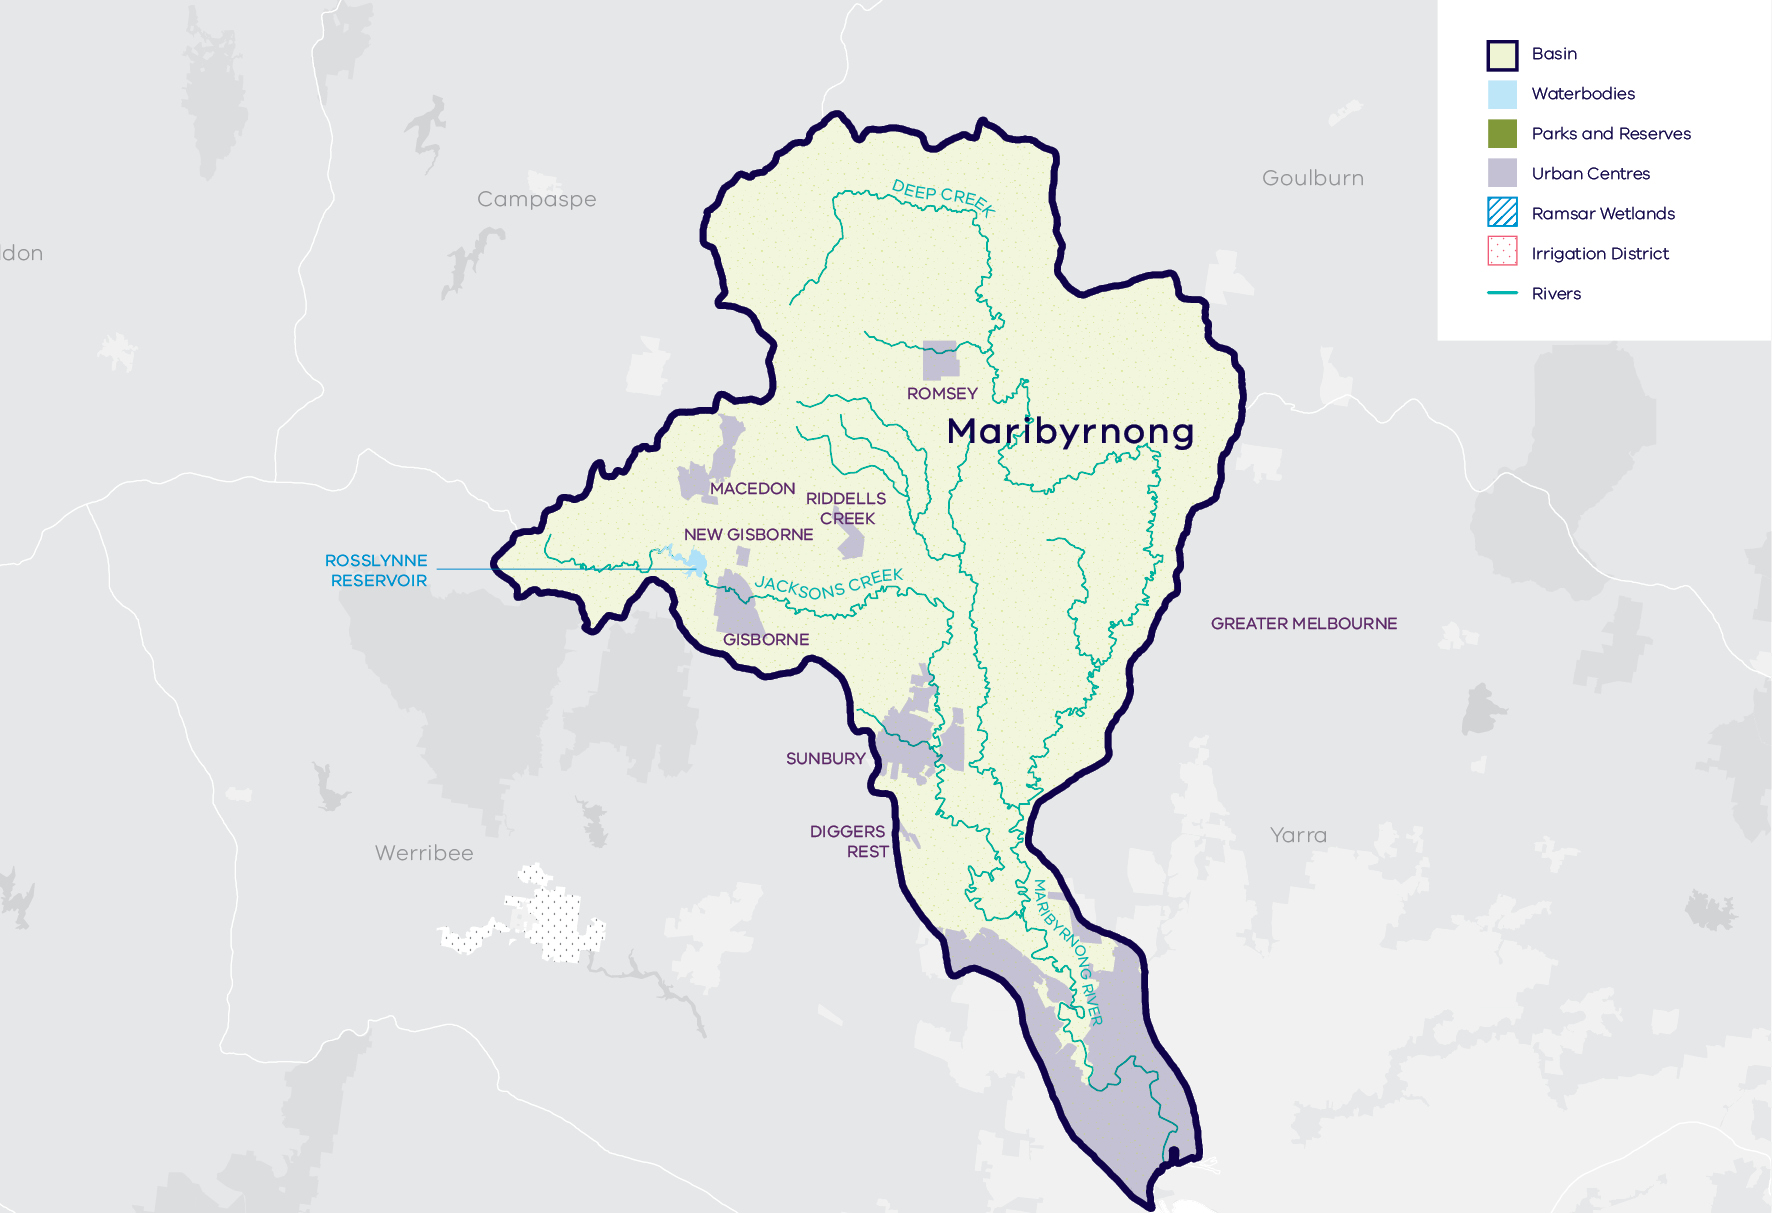 Basin
Waterbodies
Parks and Reserves
Urban Centres
Ramsar Wetlands
Irrigation District
Rivers
Campaspe
Goulburn
ldon
DEEP CREEK
ROMSEY
Maribyrnong
MACEDON
RIDDELLS
CREEK
NEW GISBORNE
ROSSLYNNE
RESERVOIR
JACKSONS CREEK
GISBORNE
GREATER MELBOURNE
SUNBURY
DIGGERS
REST
Werribee
Yarra
MARIBYRNONG RIVER